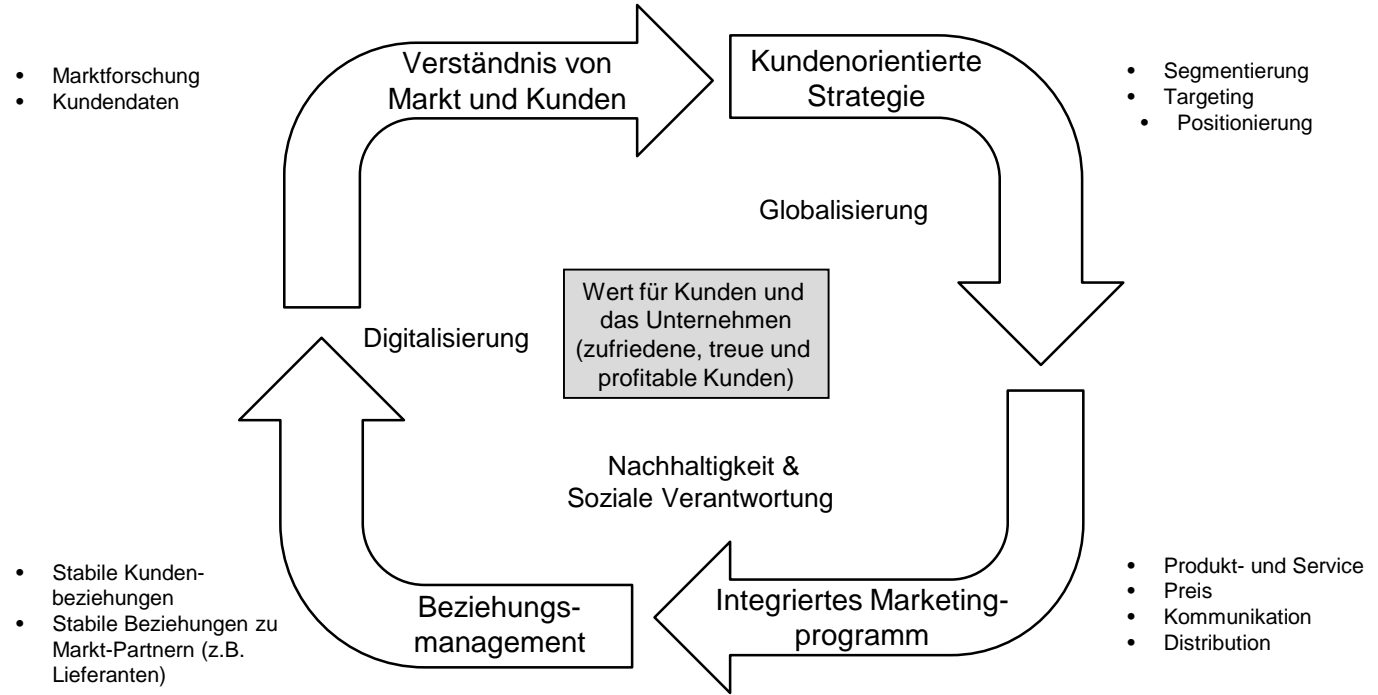 Verständnis von
Markt und Kunden
• Marktforschung
• Kundendaten
Kundenorientierte
Strategie
• Segmentierung
• Targeting
• Positionierung
Globalisierung
Wert für Kunden und
das Unternehmen
(zufriedene, treue und
profitable Kunden)
Digitalisierung
Nachhaltigkeit &
Soziale Verantwortung
Integriertes Marketing-
programm
• Produkt- und Service
• Preis
• Kommunikation
• Distribution
Beziehungs-
management
• Stabile Kunden-
beziehungen
• Stabile Beziehungen zu
Markt-Partnern (z.B.
Lieferanten)